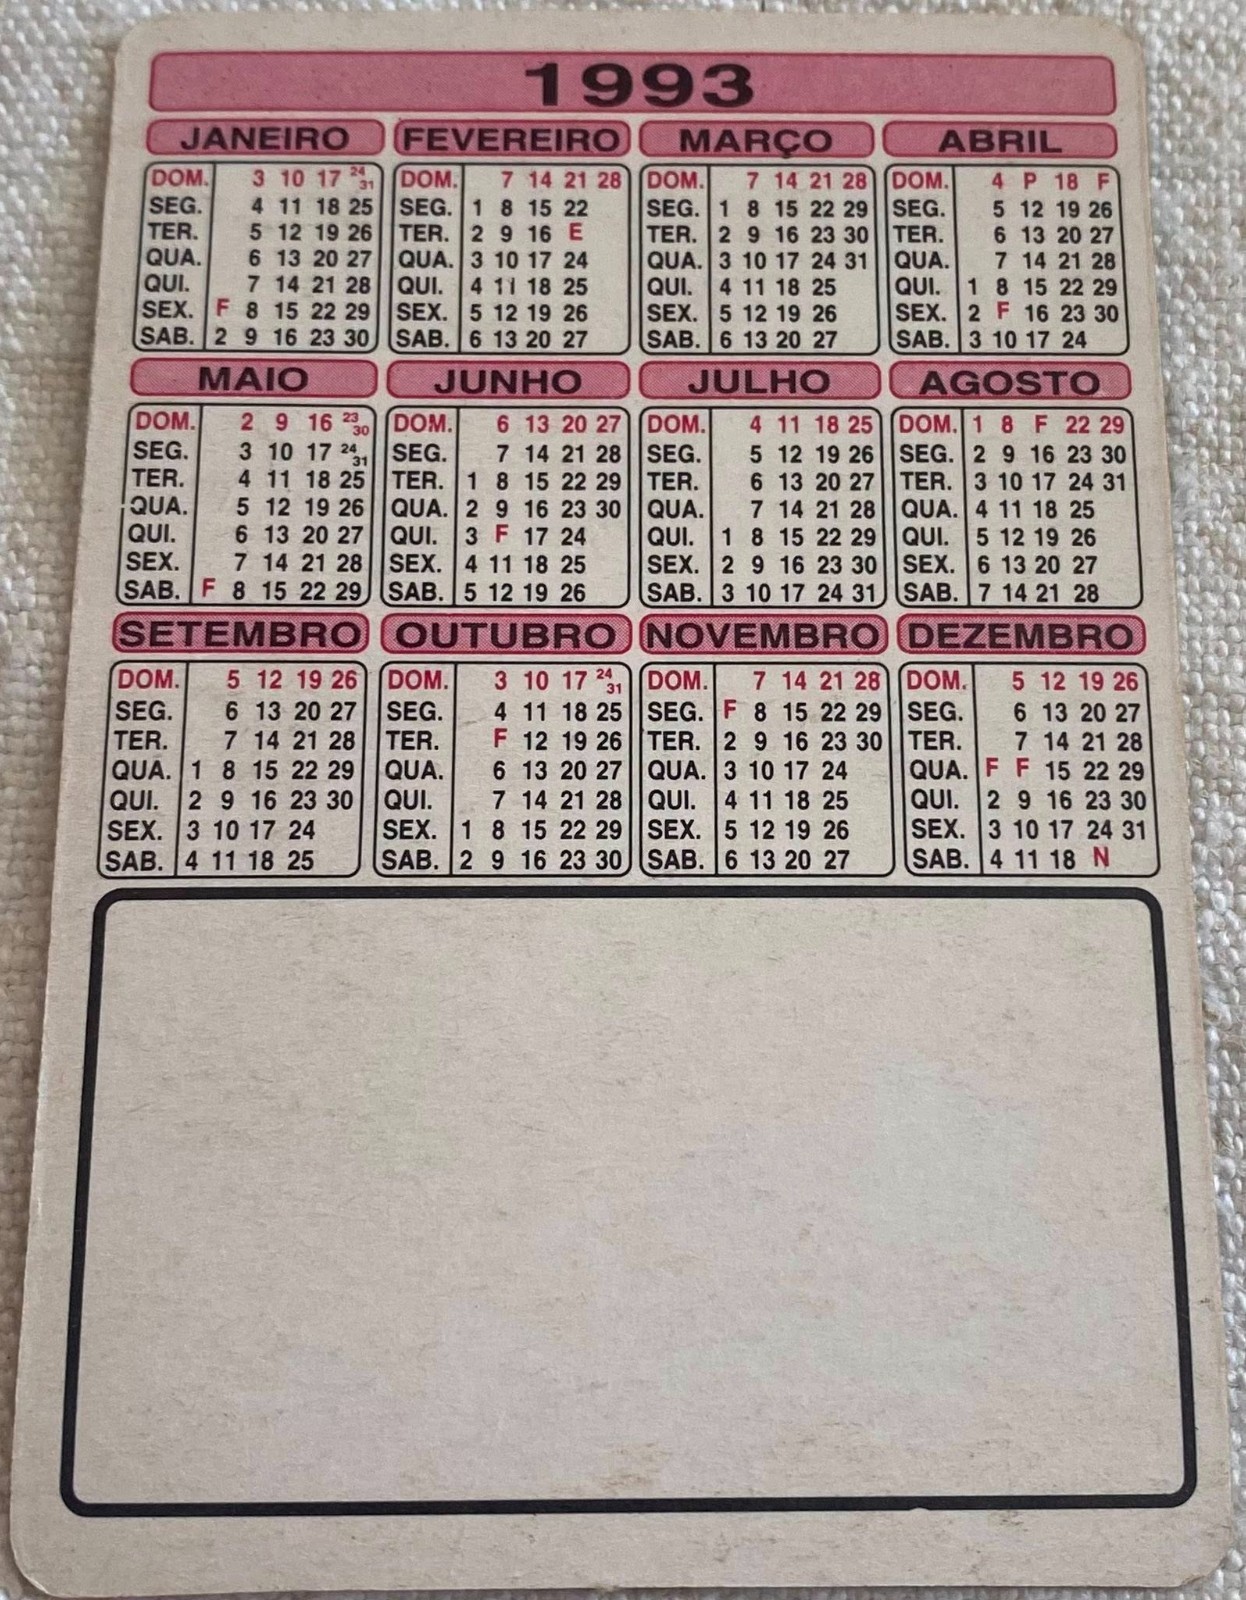 1993
JANEIRO FEVEREIRO MARÇO ABRIL
DOM. 3 10 17 24 31 DOM. 7 14 21 28 DOM. 7 14 21 28 DOM. 4 P 18 F
SEG. 4 11 18 25 SEG. 1 8 15 22 SEG. 1 8 15 22 29 SEG. 5 12 19 26
TER. 5 12 19 26 TER. 2 9 16 E TER. 2 9 16 23 30 TER. 6 13 20 27
QUA. 6 13 20 27 QUA. 3 10 17 24 QUA. 3 10 17 24 31 QUA. 7 14 21 28
QUI. 7 14 21 28 QUI. 4 11 18 25 QUI. 4 11 18 25 QUI. 1 8 15 22 29
SEX. F 8 15 22 29 SEX. 5 12 19 26 SEX. 5 12 19 26 SEX. 2 F 16 23 30
SAB. 2 9 16 23 30 SAB. 6 13 20 27 SAB. 6 13 20 27 SAB. 3 10 17 24
MAIO JUNHO JULHO AGOSTO
DOM. 2 9 16 23 30 DOM. 6 13 20 27 DOM. 4 11 18 25 DOM. 1 8 F 22 29
SEG. 3 10 17 24 31 SEG. 7 14 21 28 SEG. 5 12 19 26 SEG. 2 9 16 23 30
TER. 4 11 18 25 TER. 1 8 15 22 29 TER. 6 13 20 27 TER. 3 10 17 24 31
QUA. 5 12 19 26 QUA. 2 9 16 23 30 QUA. 7 14 21 28 QUA. 4 11 18 25
QUI. 6 13 20 27 QUI. 3 F 17 24 QUI. 1 8 15 22 29 QUI. 5 12 19 26
SEX. 7 14 21 28 SEX. 4 11 18 25 SEX. 2 9 16 23 30 SEX. 6 13 20 27
SAB. F 8 15 22 29 SAB. 5 12 19 26 SAB. 3 10 17 24 31 SAB. 7 14 21 28
SETEMBRO OUTUBRO NOVEMBRO DEZEMBRO
DOM. 5 12 19 26 DOM. 3 10 17 24 31 DOM. 7 14 21 28 DOM. 5 12 19 26
SEG. 6 13 20 27 SEG. 4 11 18 25 SEG. F 8 15 22 29 SEG. 6 13 20 27
TER. 7 14 21 28 TER. F 12 19 26 TER. 2 9 16 23 30 TER. 7 14 21 28
QUA. 1 8 15 22 29 QUA. 6 13 20 27 QUA. 3 10 17 24 QUA. F F 15 22 29
QUI. 2 9 16 23 30 QUI. 7 14 21 28 QUI. 4 11 18 25 QUI. 2 9 16 23 30
SEX. 3 10 17 24 SEX. 1 8 15 22 29 SEX. 5 12 19 26 SEX. 3 10 17 24 31
SAB. 4 11 18 25 SAB. 2 9 16 23 30 SAB. 6 13 20 27 SAB. 4 11 18 N